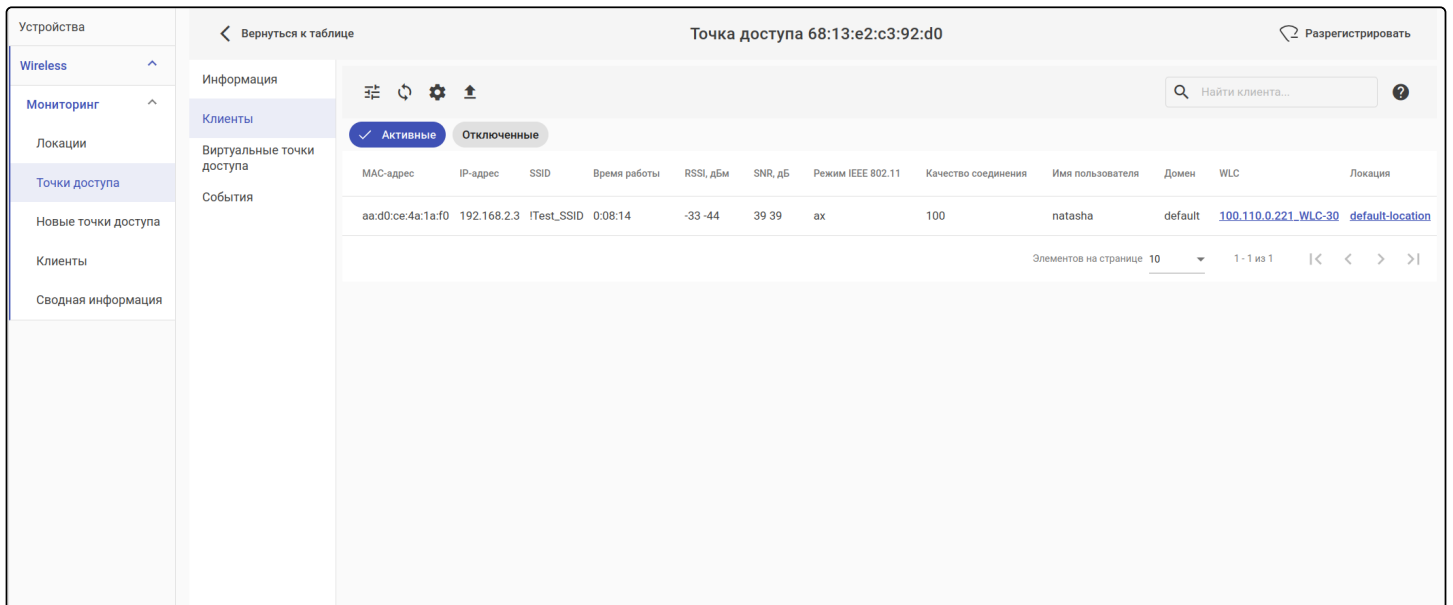 Устройства
Wireless
Мониторинг
Локации
Точки доступа
Новые точки доступа
Клиенты
Сводная информация
Вернуться к таблице
Точка доступа 68:13:e2:c3:92:d0
Разрегистрировать
Информация
Клиенты
Виртуальные точки
доступа
События
Найти клиента...
Активные
Отключенные
MAC-адрес IP-адрес SSID Время работы RSSI, дБм SNR, дБ Режим IEEE 802.11 Качество соединения Имя пользователя Домен WLC Локация
aa:d0:ce:4a:1a:f0 192.168.2.3 !Test_SSID 0:08:14 -33 -44 39 39 ax 100 natasha default 100.110.0.221_WLC-30 default-location
Элементов на странице 10 1 - 1 из 1